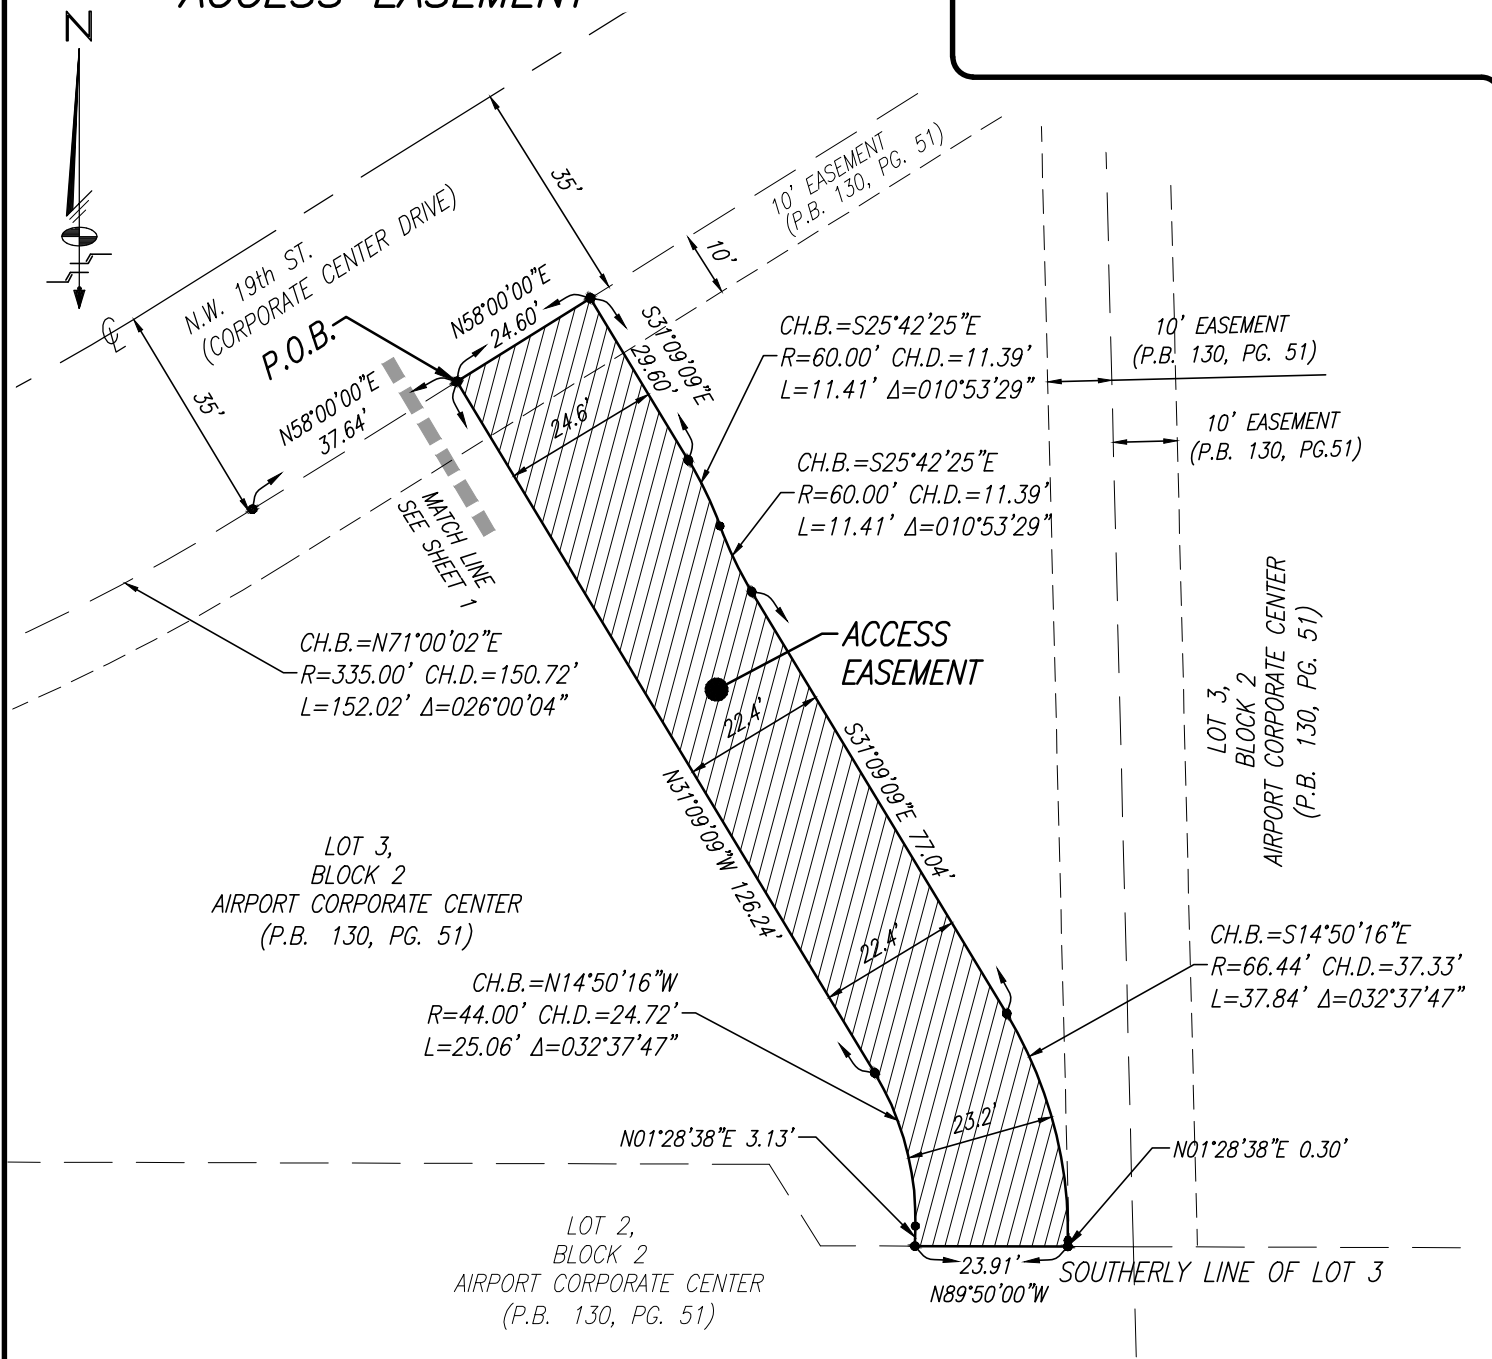 ACCESS EASEMENT
N
35'
10' EASEMENT
(P.B. 130, PG. 51)
10'
N.W. 19th ST.
(CORPORATE CENTER DRIVE)
℄
P.O.B.
N58°00'00"E
24.60'
S31°09'09"E
29.60'
CH.B.=S25°42'25"E
R=60.00' CH.D.=11.39'
L=11.41' Δ=010°53'29"
10' EASEMENT
(P.B. 130, PG. 51)
35'
N58°00'00"E
37.64'
24.6'
10' EASEMENT
(P.B. 130, PG.51)
CH.B.=S25°42'25"E
R=60.00' CH.D.=11.39'
L=11.41' Δ=010°53'29"
MATCH LINE
SEE SHEET 1
CH.B.=N71°00'02"E
R=335.00' CH.D.=150.72'
L=152.02' Δ=026°00'04"
ACCESS
EASEMENT
LOT 3,
BLOCK 2
AIRPORT CORPORATE CENTER
(P.B. 130, PG. 51)
22.4'
S31°09'09"E 77.04'
N31°09'09"W 126.24'
LOT 3,
BLOCK 2
AIRPORT CORPORATE CENTER
(P.B. 130, PG. 51)
22.4'
CH.B.=S14°50'16"E
R=66.44' CH.D.=37.33'
L=37.84' Δ=032°37'47"
CH.B.=N14°50'16"W
R=44.00' CH.D.=24.72'
L=25.06' Δ=032°37'47"
23.2'
N01°28'38"E 3.13'
N01°28'38"E 0.30'
LOT 2,
BLOCK 2
AIRPORT CORPORATE CENTER
(P.B. 130, PG. 51)
23.91'
N89°50'00"W
SOUTHERLY LINE OF LOT 3